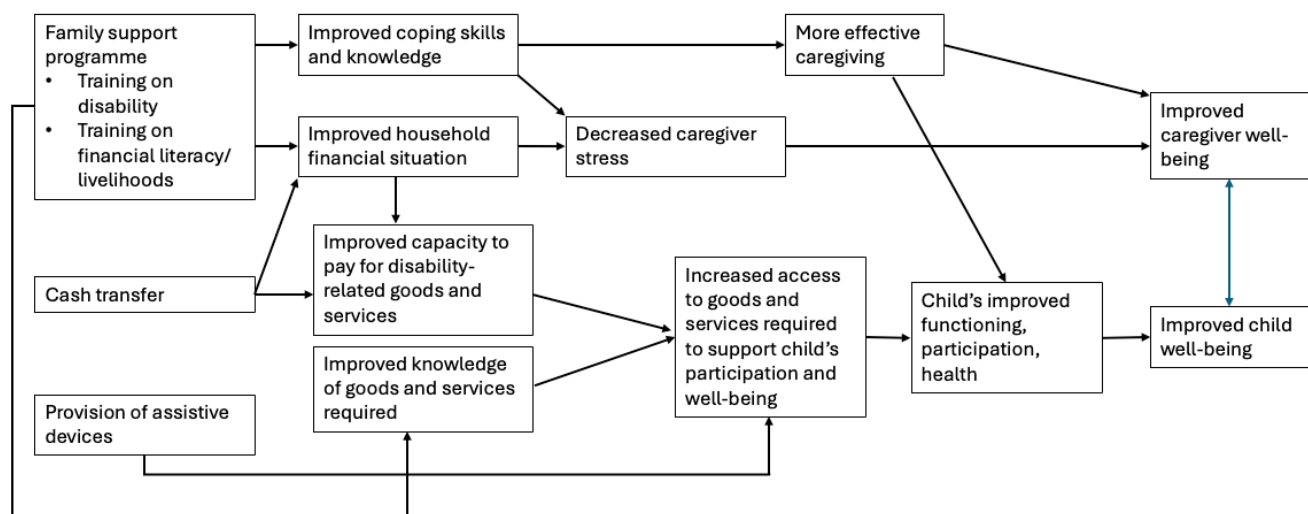 Family support
programme
• Training on
disability
• Training on
financial literacy/
livelihoods
Cash transfer
Provision of assistive
devices
Improved coping skills
and knowledge
Improved household
financial situation
Improved capacity to
pay for disability-
related goods and
services
Improved knowledge
of goods and services
required
Decreased caregiver
stress
Increased access
to goods and
services required
to support child’s
participation and
well-being
More effective
caregiving
Child’s improved
functioning,
participation,
health
Improved
caregiver well-
being
Improved child
well-being